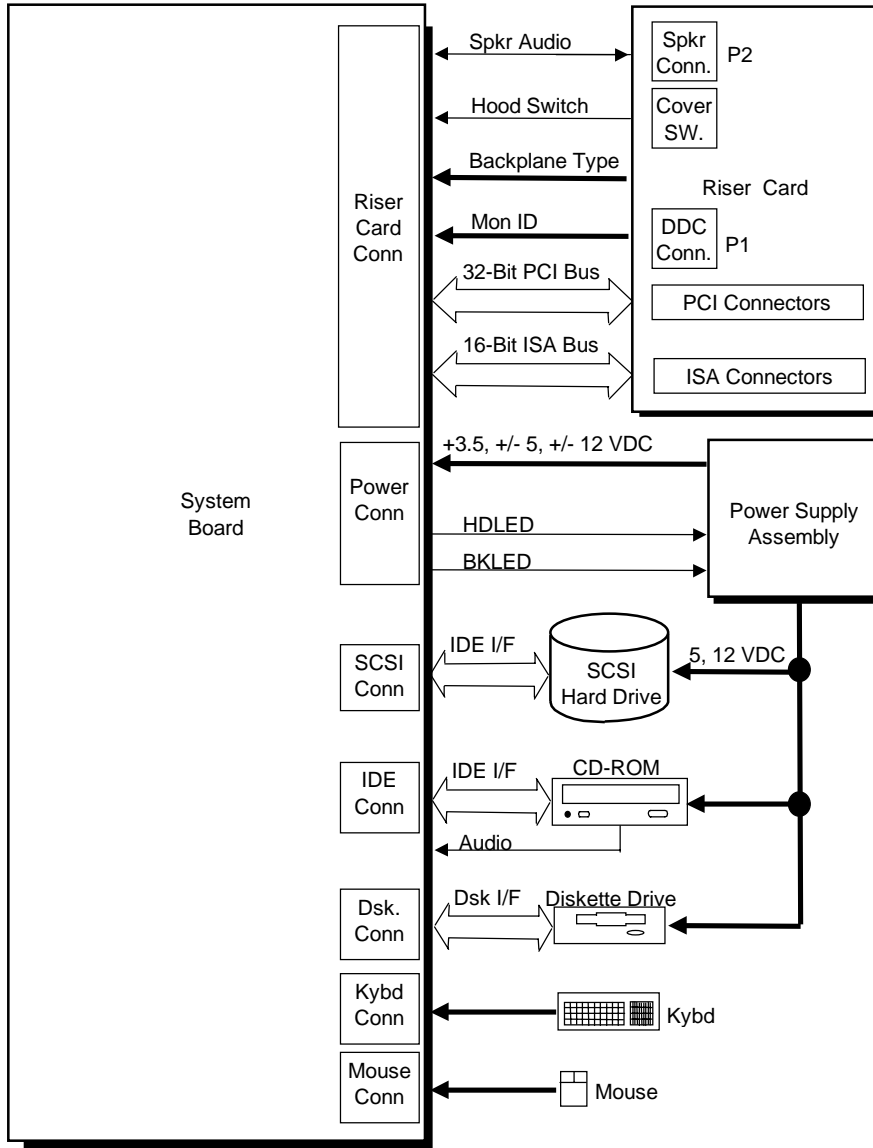 Spkr Audio
Spkr
Conn.
P2
Hood Switch
Cover
SW.
Backplane Type
Riser Card
Riser
Card
Conn
Mon ID
DDC
Conn.
P1
32-Bit PCI Bus
PCI Connectors
16-Bit ISA Bus
ISA Connectors
+3.5, +/- 5, +/- 12 VDC
System
Board
Power
Conn
Power Supply
Assembly
HDLED
BKLED
SCSI
Conn
IDE I/F
SCSI
Hard Drive
5, 12 VDC
IDE
Conn
IDE I/F
CD-ROM
Audio
Dsk.
Conn
Dsk I/F
Diskette Drive
Kybd
Conn
Kybd
Mouse
Conn
Mouse